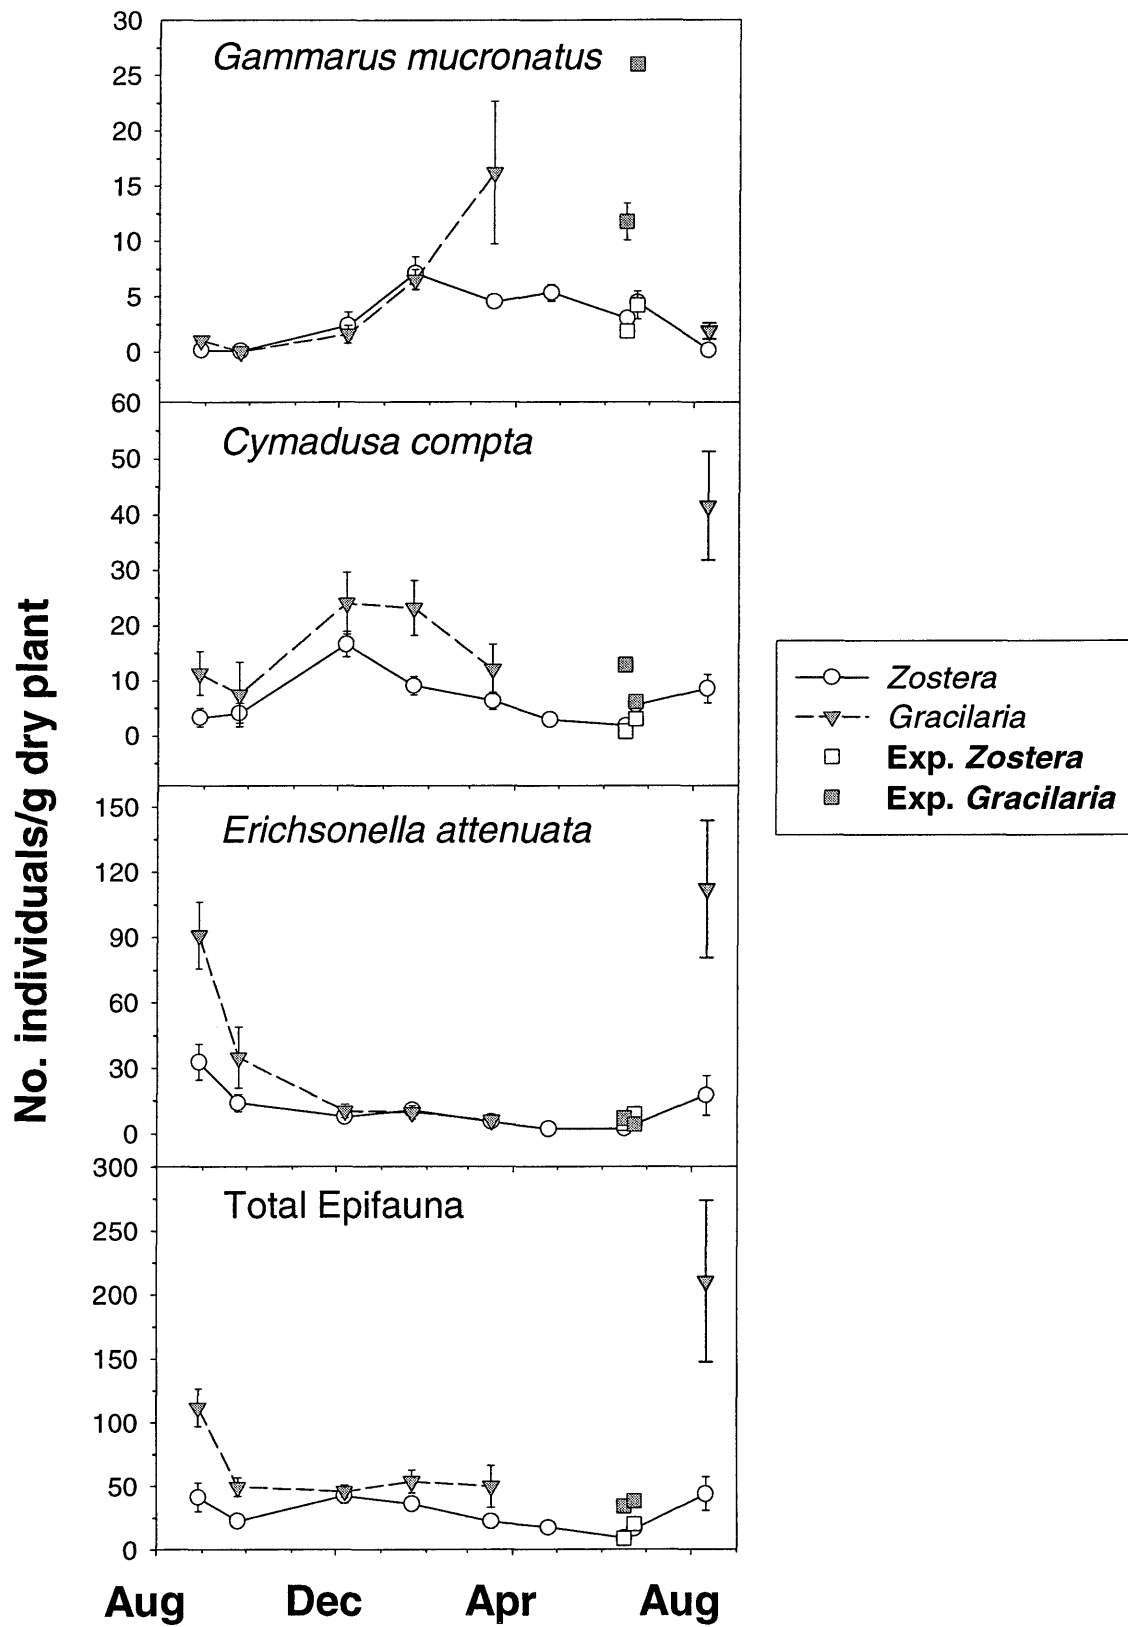 No. individuals/g dry plant
Gammarus mucronatus
30
25
20
15
10
5
0
Cymadusa compta
60
50
40
30
20
10
0
Erichsonella attenuata
150
120
90
60
30
0
Total Epifauna
300
250
200
150
100
50
0
Aug Dec Apr Aug
Zostera
Gracilaria
Exp. Zostera
Exp. Gracilaria